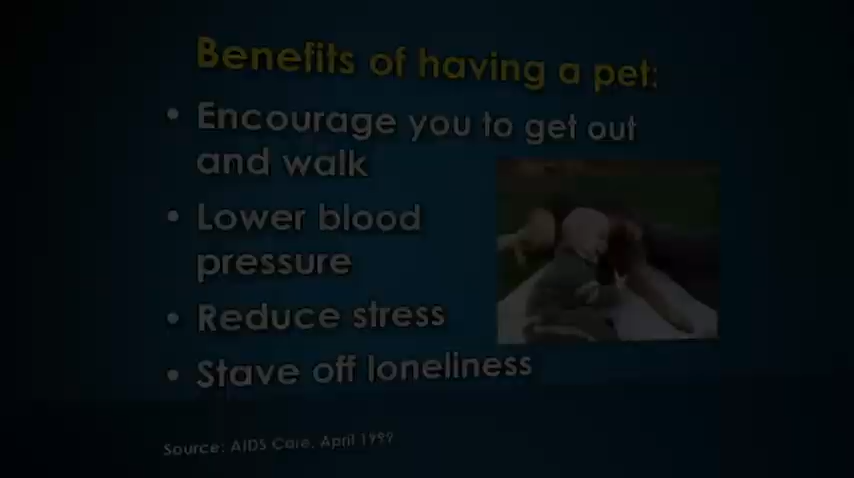 Benefits of having a pet:
• Encourage you to get out
and walk
• Lower blood
pressure
• Reduce stress
• Stave off loneliness
Source: AIDS Care, April 1999